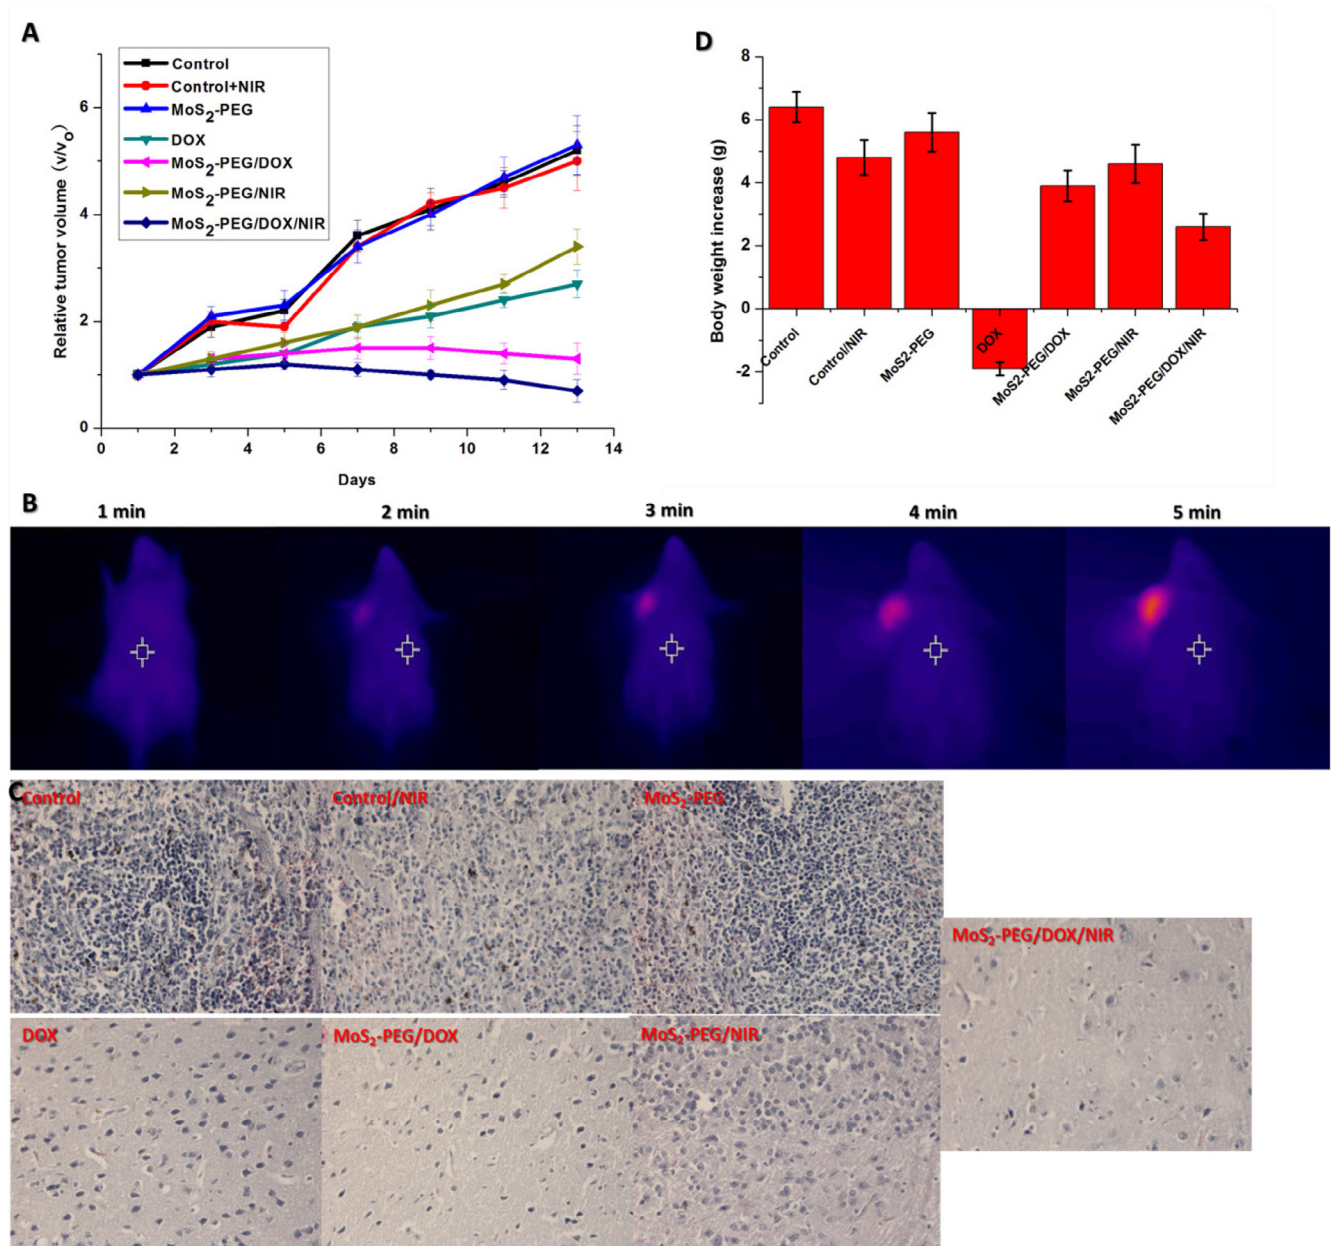 A
Control
Control+NIR
MoS2-PEG
DOX
MoS2-PEG/DOX
MoS2-PEG/NIR
MoS2-PEG/DOX/NIR
Relative tumor volume (v/vo)
6
4
2
0
0 2 4 6 8 10 12 14
Days
D
Body weight increase (g)
8
6
4
2
0
-2
Control
Control/NIR
MoS2-PEG
DOX
MoS2-PEG/DOX
MoS2-PEG/NIR
MoS2-PEG/DOX/NIR
B
1 min 2 min 3 min 4 min 5 min
C
Control
Control/NIR
MoS2-PEG
MoS2-PEG/DOX/NIR
DOX
MoS2-PEG/DOX
MoS2-PEG/NIR